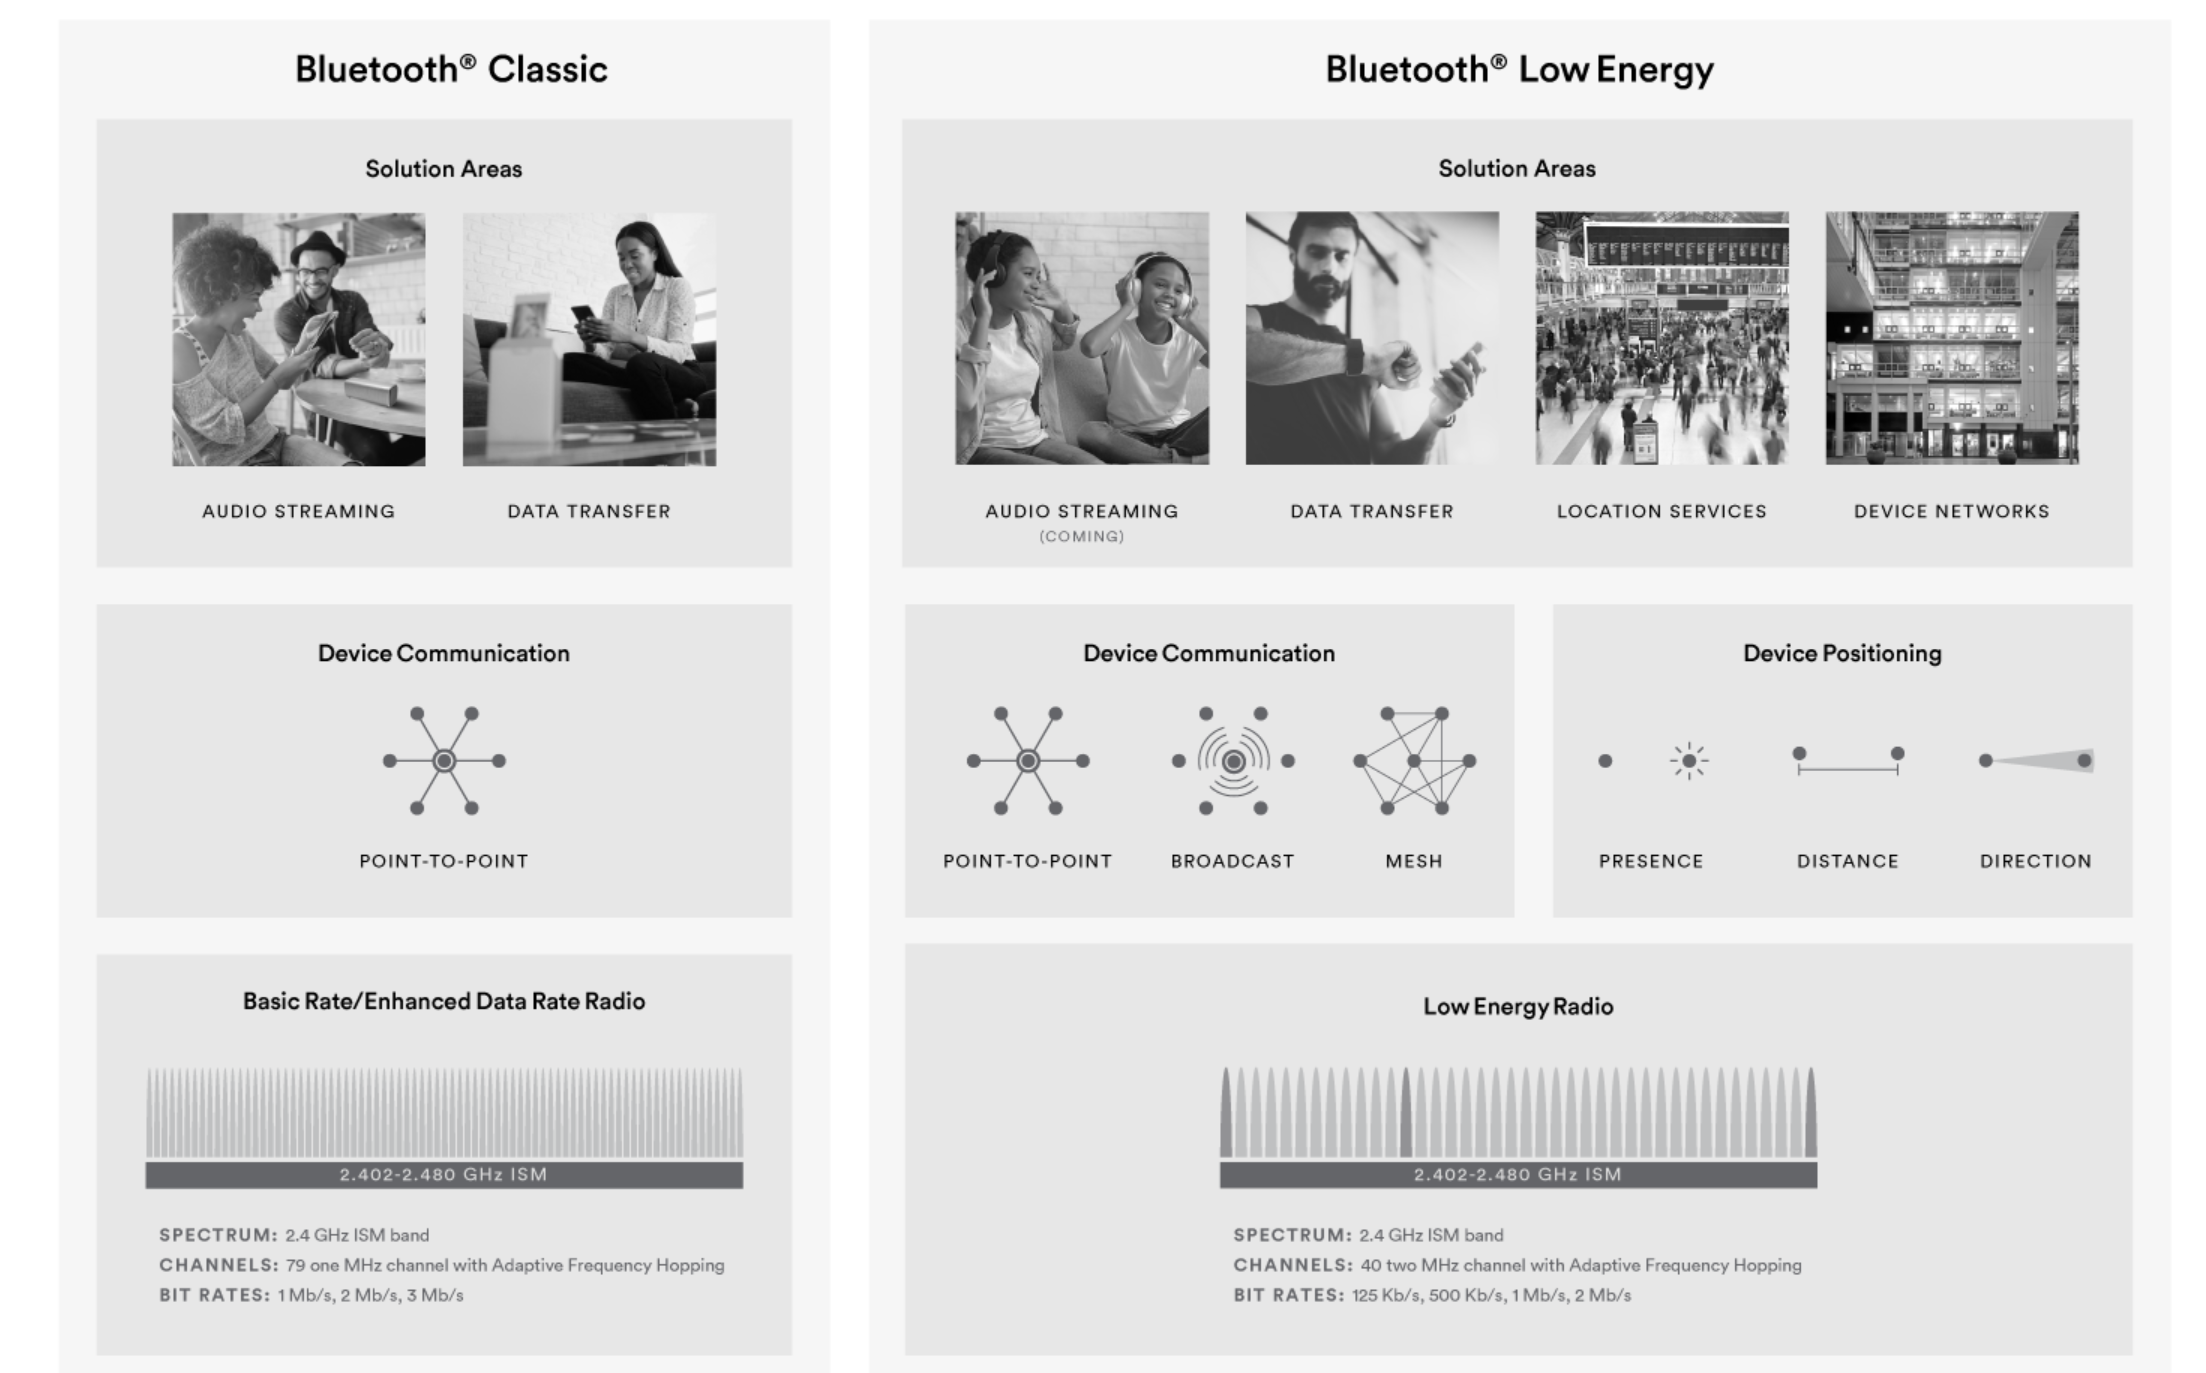 Bluetooth® Classic
Solution Areas
AUDIO STREAMING
DATA TRANSFER
Device Communication
POINT-TO-POINT
Basic Rate/Enhanced Data Rate Radio
2.402-2.480 GHz ISM
SPECTRUM: 2.4 GHz ISM band
CHANNELS: 79 one MHz channel with Adaptive Frequency Hopping
BIT RATES: 1 Mb/s, 2 Mb/s, 3 Mb/s
Bluetooth® Low Energy
Solution Areas
AUDIO STREAMING
(COMING)
DATA TRANSFER
LOCATION SERVICES
DEVICE NETWORKS
Device Communication
POINT-TO-POINT
BROADCAST
MESH
Device Positioning
PRESENCE
DISTANCE
DIRECTION
Low Energy Radio
2.402-2.480 GHz ISM
SPECTRUM: 2.4 GHz ISM band
CHANNELS: 40 two MHz channel with Adaptive Frequency Hopping
BIT RATES: 125 Kb/s, 500 Kb/s, 1 Mb/s, 2 Mb/s